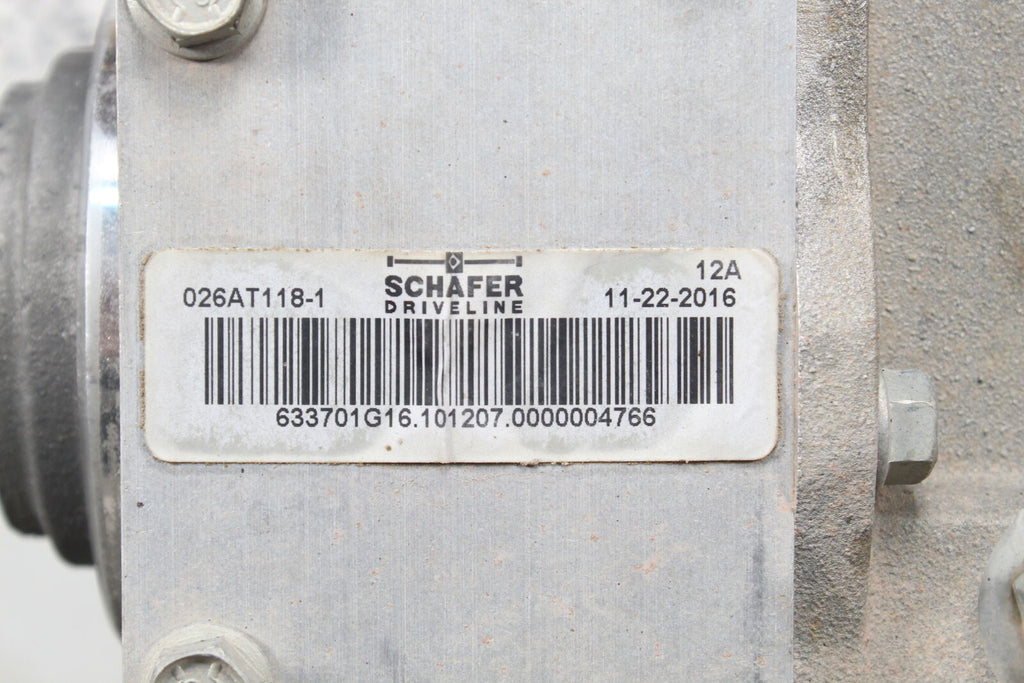 12A
026AT118-1 SCHAFER 11-22-2016
DRIVELINE
633701G16.101207.0000004766